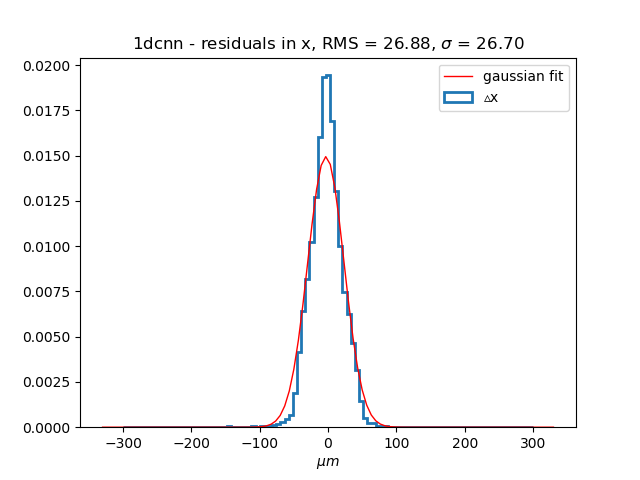 1dcnn - residuals in x, RMS = 26.88, σ = 26.70
0.0200
0.0175
0.0150
0.0125
0.0100
0.0075
0.0050
0.0025
0.0000
gaussian fit
△x
−300 −200 −100 0 100 200 300
μm